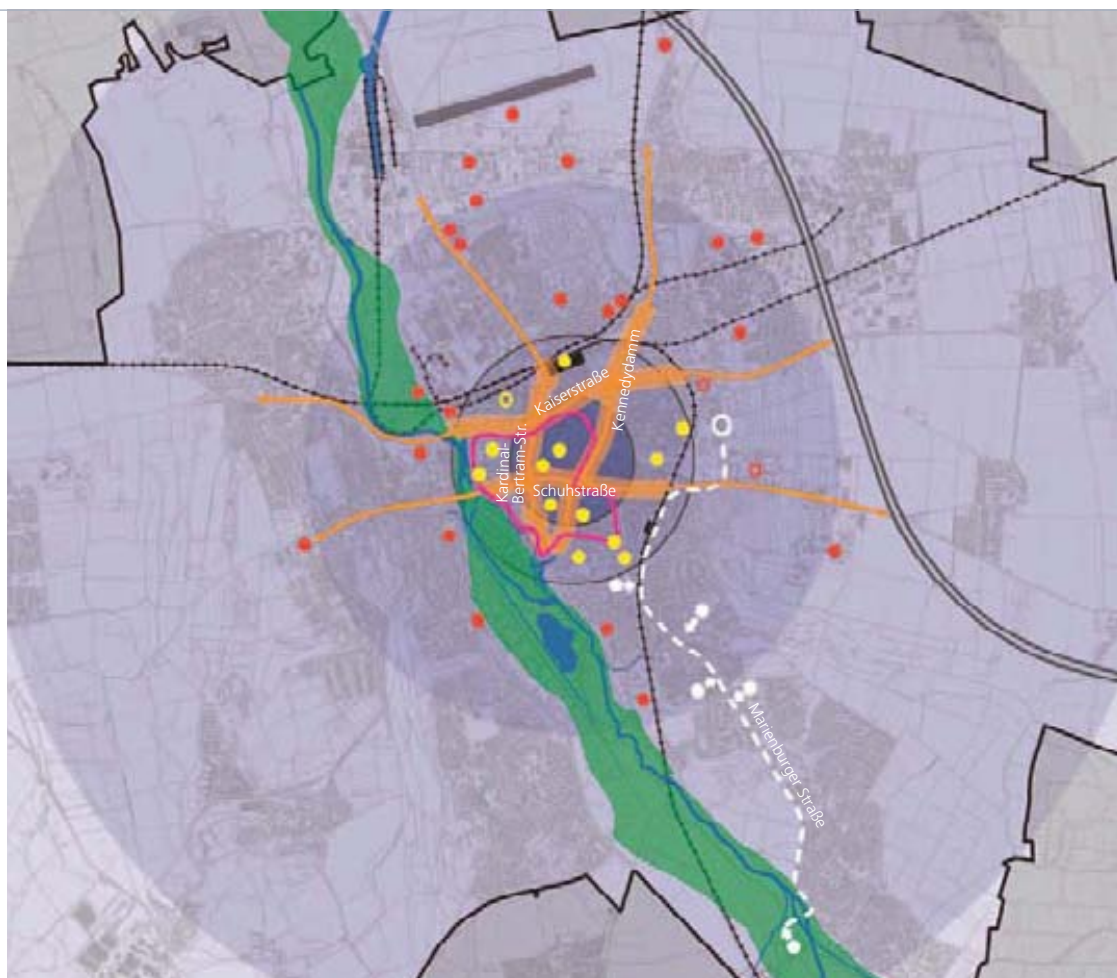 Kennedydamm
Kaiserstraße
Kardinal-
Bertram-Str.
Schuhstraße
Marienburger Straße